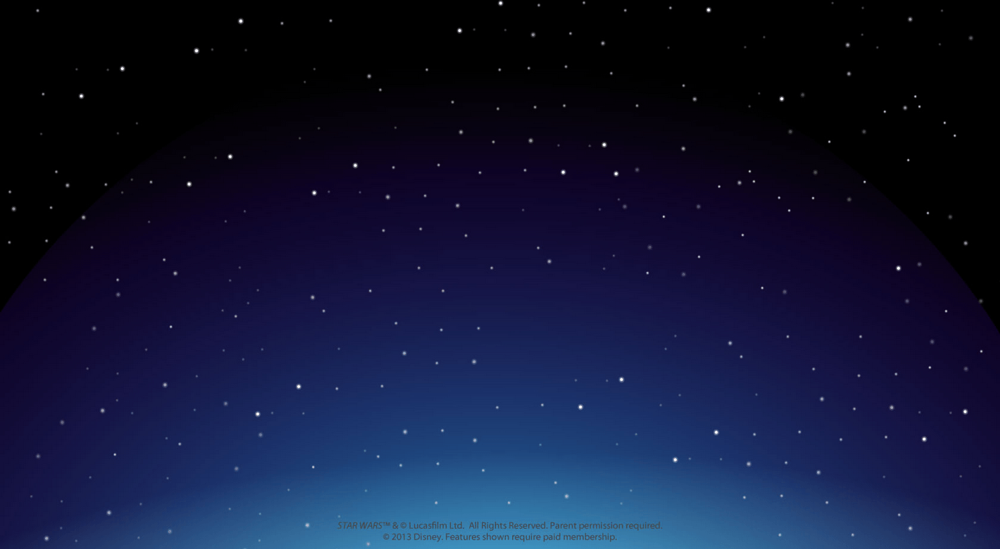 STAR WARS™ & © Lucasfilm Ltd. All Rights Reserved. Parent permission required.
© 2013 Disney. Features shown require paid membership.